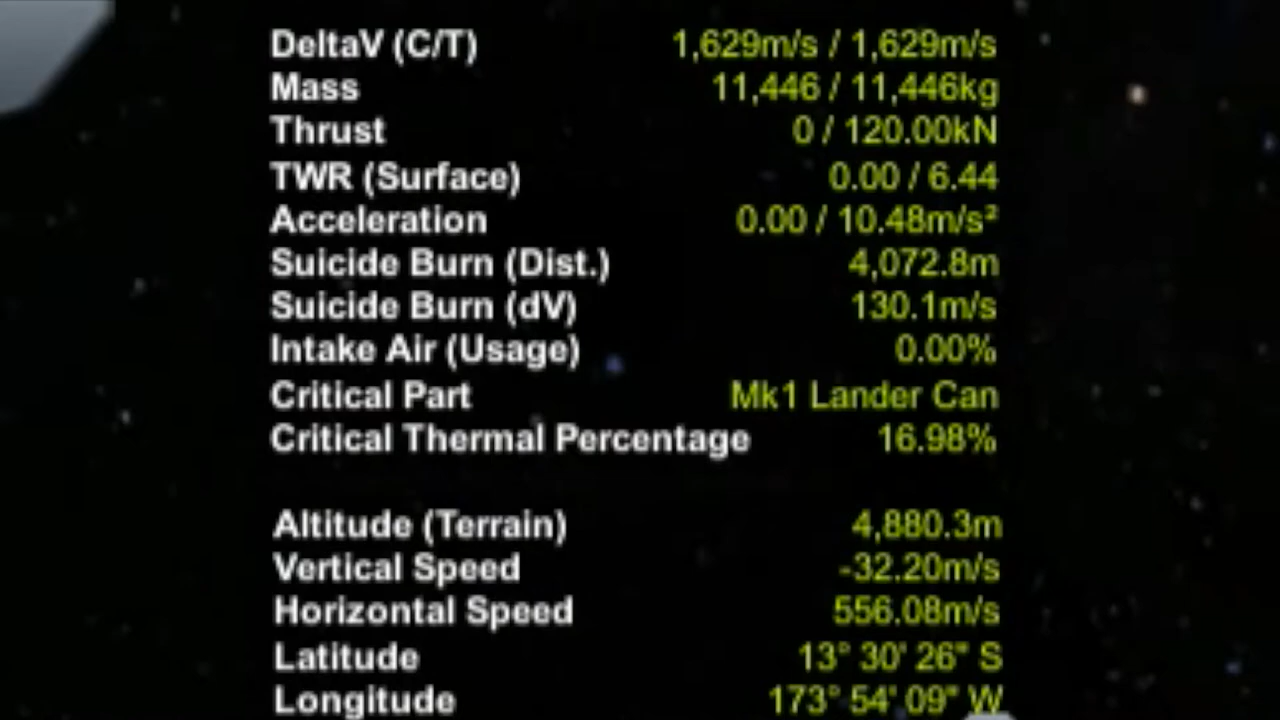 DeltaV (C/T) 1,629m/s / 1,629m/s
Mass 11,446 / 11,446kg
Thrust 0 / 120.00kN
TWR (Surface) 0.00 / 6.44
Acceleration 0.00 / 10.48m/s²
Suicide Burn (Dist.) 4,072.8m
Suicide Burn (dV) 130.1m/s
Intake Air (Usage) 0.00%
Critical Part Mk1 Lander Can
Critical Thermal Percentage 16.98%
Altitude (Terrain) 4,880.3m
Vertical Speed -32.20m/s
Horizontal Speed 556.08m/s
Latitude 13° 30' 26" S
Longitude 173° 54' 09" W